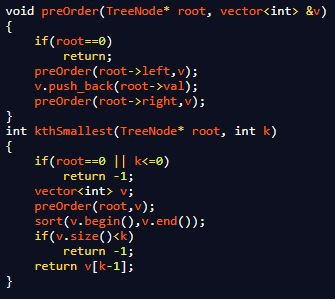 void preOrder(TreeNode* root, vector<int> &v)
{
    if(root==0)
        return;
    preOrder(root->left,v);
    v.push_back(root->val);
    preOrder(root->right,v);
}
int kthSmallest(TreeNode* root, int k)
{
    if(root==0 || k<=0)
        return -1;
    vector<int> v;
    preOrder(root,v);
    sort(v.begin(),v.end());
    if(v.size()<k)
        return -1;
    return v[k-1];
}